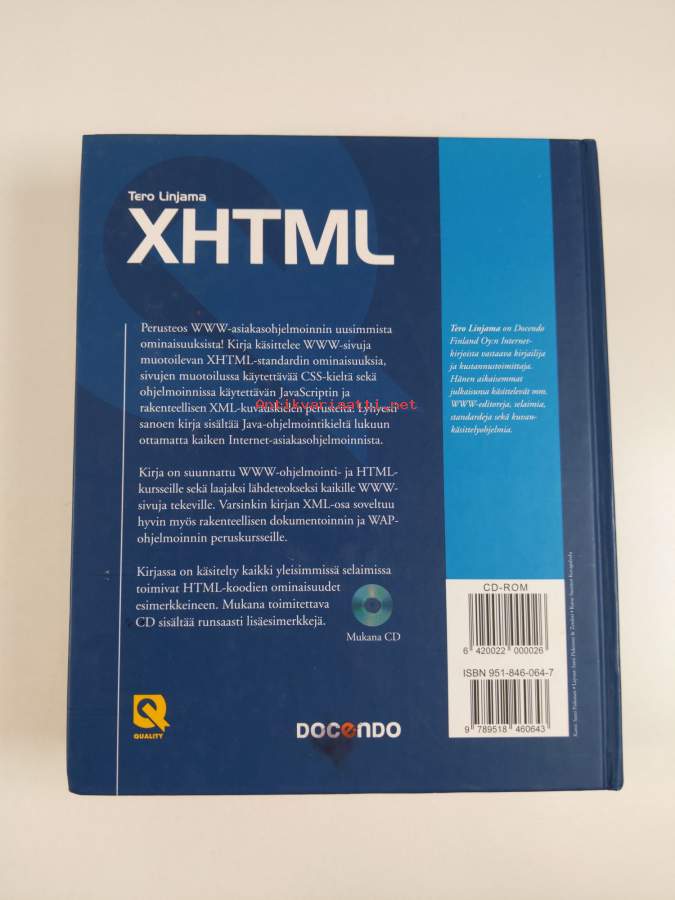 Tero Linjama
XHTML
Perusteos WWW-asiakasohjelmoinnin uusimmista
ominaisuuksista! Kirja käsittelee WWW-sivuja
muotoilevan XHTML-standardin ominaisuuksia,
sivujen muotoilussa käytettävää CSS-kieltä sekä
ohjelmoinnissa käytettävän JavaScriptin ja
rakenteellisen XML-kuvauskielen perusteita. Lyhyesti
sanoen kirja sisältää Java-ohjelmointikieltä lukuun
ottamatta kaiken Internet-asiakasohjelmoinnista.
Antikvariaatti.net
Kirja on suunnattu WWW-ohjelmointi- ja HTML-
kursseille sekä laajaksi lähdeteokseksi kaikille WWW-
sivuja tekeville. Varsinkin kirjan XML-osa soveltuu
hyvin myös rakenteellisen dokumentoinnin ja WAP-
ohjelmoinnin peruskursseille.
Kirjassa on käsitelty kaikki yleisimmissä selaimissa
toimivat HTML-koodien ominaisuudet
esimerkkeineen. Mukana toimitettava
CD sisältää runsaasti lisäesimerkkejä.
Mukana CD
Tero Linjama on Docendo
Finland Oy:n Internet-
kirjoista vastaava kirjailija
ja kustannustoimittaja.
Hänen aikaisemmat
julkaisunsa käsittelevät mm.
WWW-editoreja, selaimia,
standardeja sekä kuvan-
käsittelyohjelmia.
CD-ROM
6 420022 000026
ISBN 951-846-064-7
9 789518 460643
QUALITY
DOCENDO